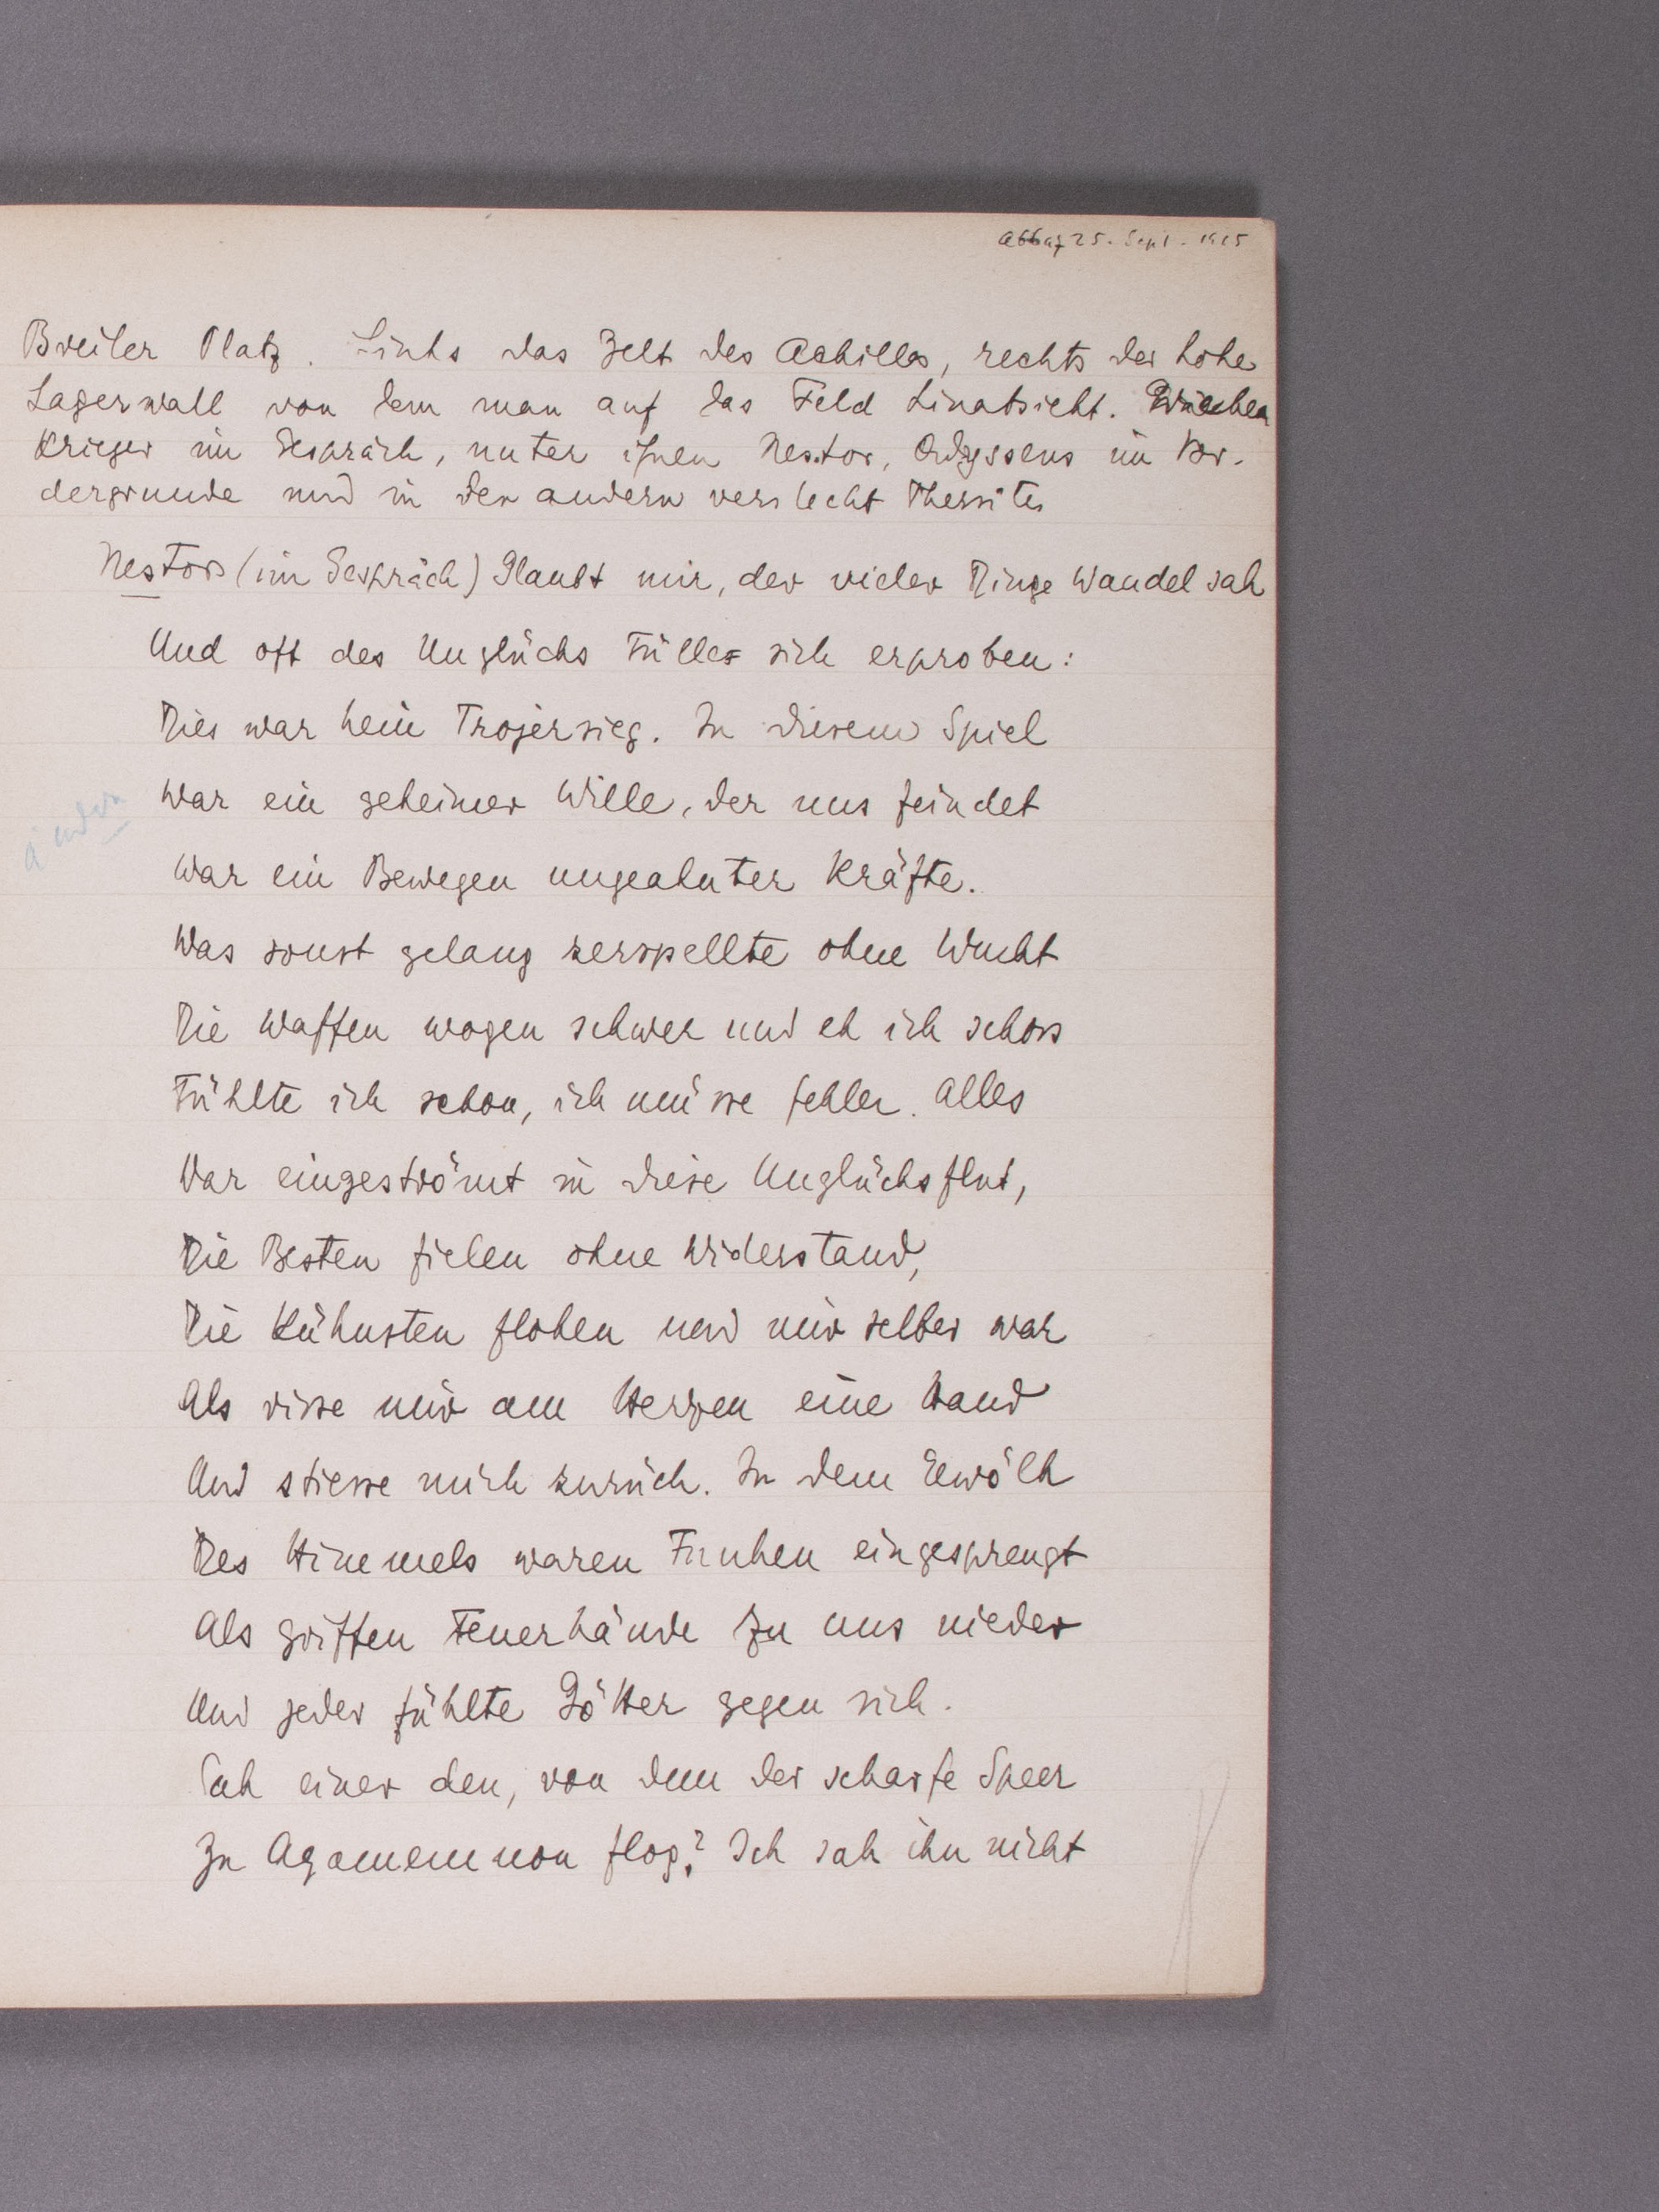 25. Sept. 1905
Breiter Platz. Links das Zelt des Achilles, rechts der hohe
Lagerwall von dem man auf das Feld hinabsieht. Griechen
Krieger im Gespräch, unter ihnen Nestor, Odysseus im Vor-
dergrunde und in den andern versteckt Thersites
Nestor (im Gespräch) Glaubt mir, der vieler Dinge Wandel sah
Und oft des Unglücks Fülle sich erproben:
Dies war kein Trojersieg. In diesem Spiel
War ein geheimer Wille, der uns feindet
ändern
War ein Bewegen ungeahnter Kräfte.
Was sonst gelang zerspellte ohne Wucht
Die Waffen wogen schwer und eh ich schoss
Fühlte ich schon, ich müsse fehlen. Alles
War eingeströmt in diese Unglücksflut,
Die Besten fielen ohne Widerstand,
Die Kühnsten flohen und mir selber war
Als risse mir am Herzen eine Hand
Und stiesse mich zurück. In dem Gewölk
Des Himmels waren Funken eingesprengt
Als griffen Feuerhände zu uns nieder
Und jeder fühlte Götter gegen sich.
Sah einer den, von dem der scharfe Speer
Zu Agamemnon flog? Ich sah ihn nicht